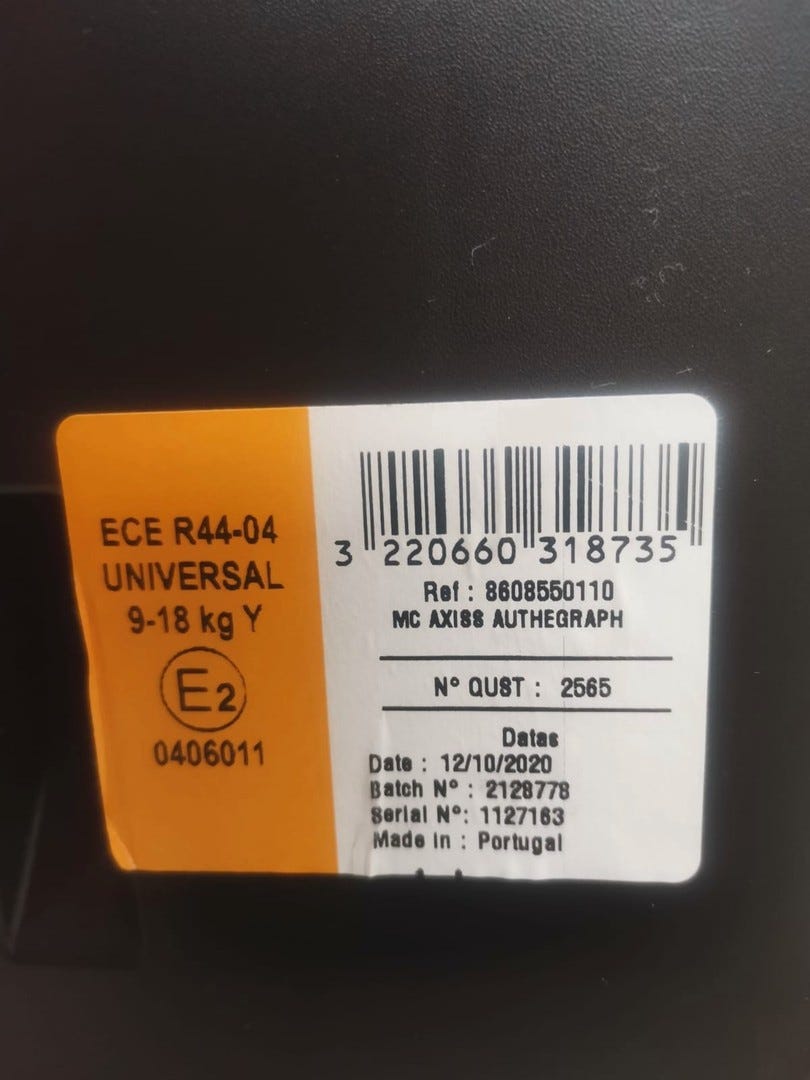 ECE R44-04
UNIVERSAL
9-18 kg Y
E2
0406011
3 220660 318735
Ref : 8608550110
MC AXISS AUTHEGRAPH
N° QUST : 2565
Datas
Date : 12/10/2020
Batch N° : 2128778
Serial N°: 1127163
Made in : Portugal